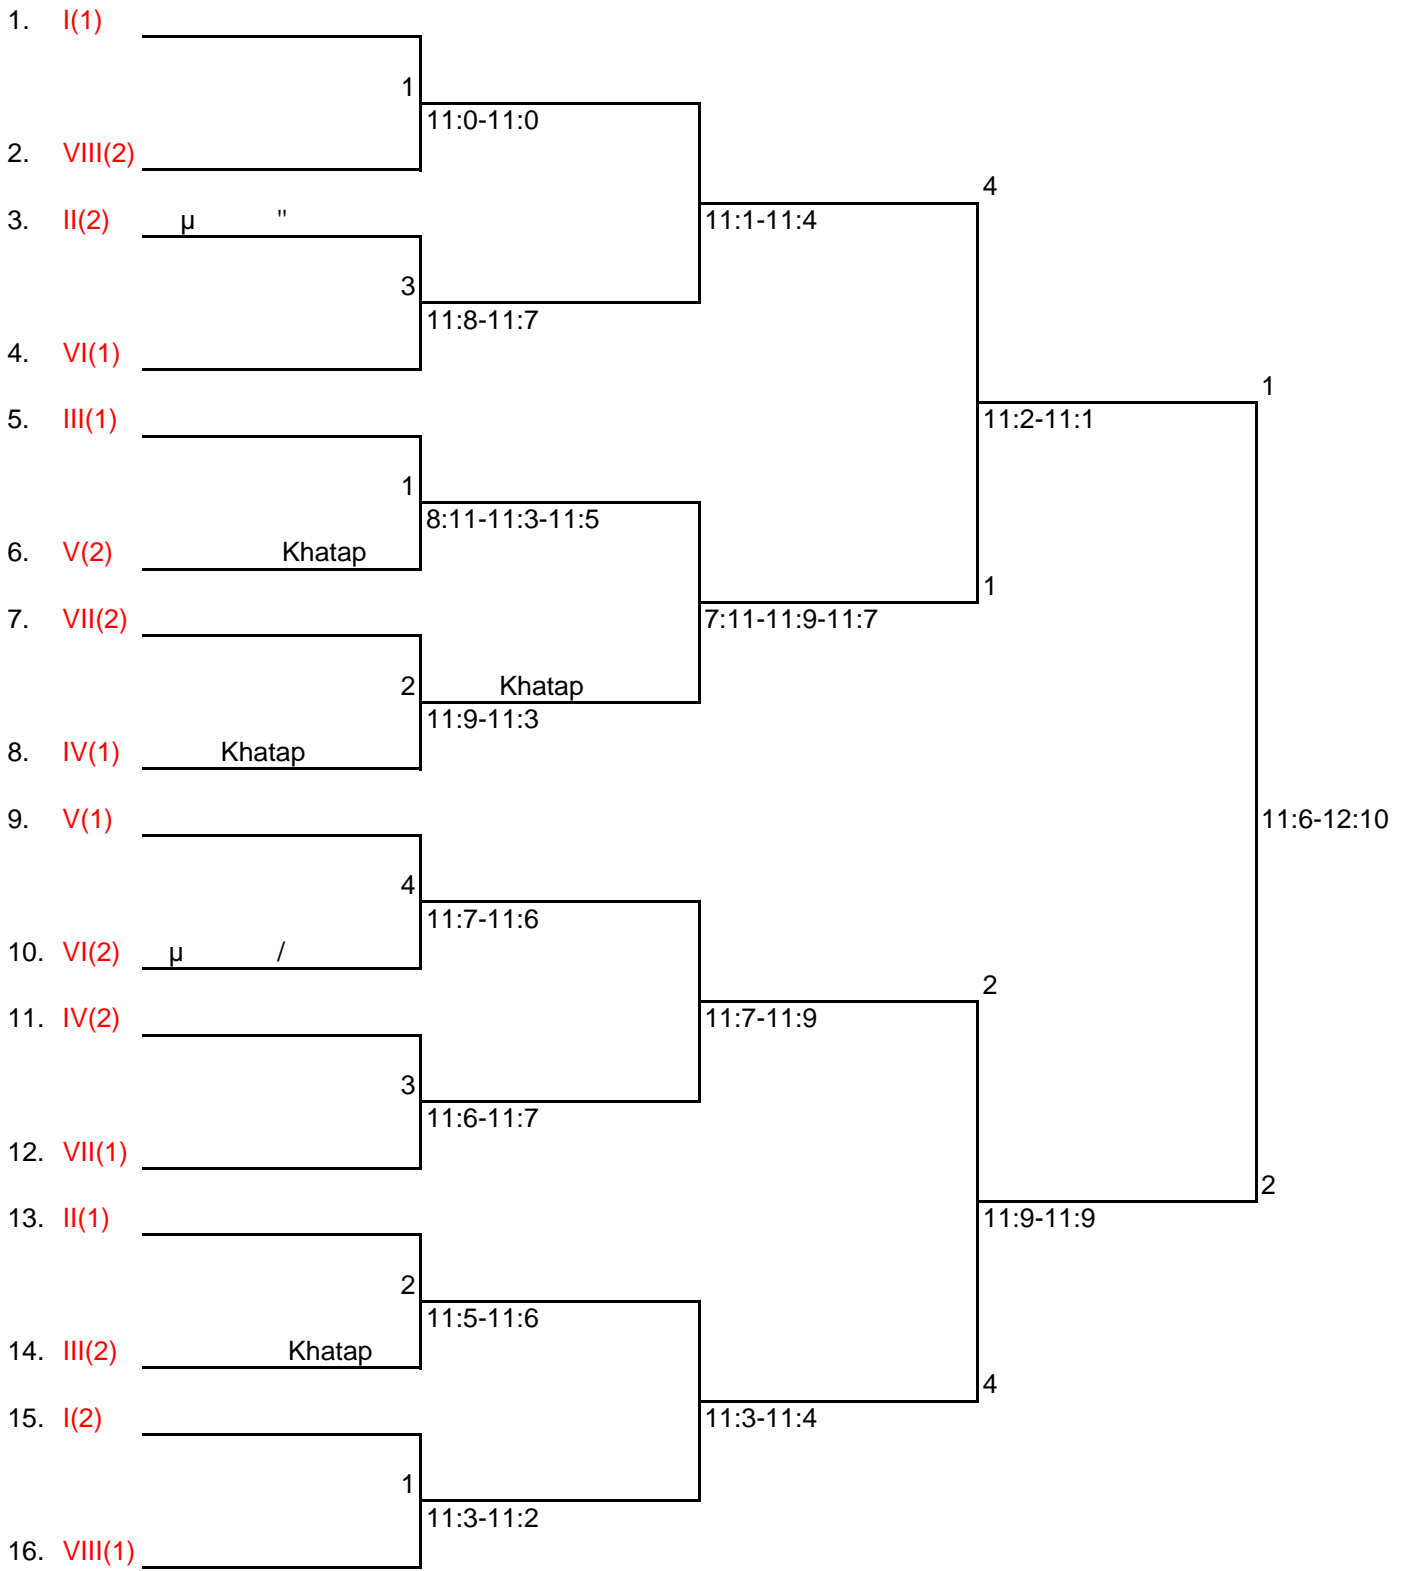 1. I(1)
1
11:0-11:0
2. VIII(2)
4
3. II(2) µ "
11:1-11:4
3
11:8-11:7
4. VI(1)
1
5. III(1)
11:2-11:1
1
8:11-11:3-11:5
6. V(2) Khatap
1
7. VII(2)
7:11-11:9-11:7
2 Khatap
11:9-11:3
8. IV(1) Khatap
9. V(1)
11:6-12:10
4
11:7-11:6
10. VI(2) µ /
2
11. IV(2)
11:7-11:9
3
11:6-11:7
12. VII(1)
2
13. II(1)
11:9-11:9
2
11:5-11:6
14. III(2) Khatap
4
15. I(2)
11:3-11:4
1
11:3-11:2
16. VIII(1)